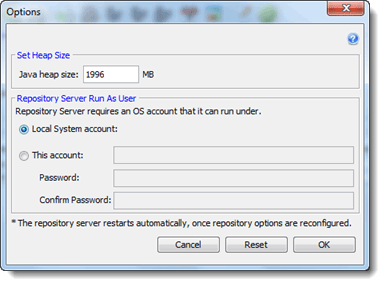 Options
Set Heap Size
Java heap size: 1996 MB
Repository Server Run As User
Repository Server requires an OS account that it can run under.
Local System account:
This account:
Password:
Confirm Password:
* The repository server restarts automatically, once repository options are reconfigured.
Cancel Reset OK